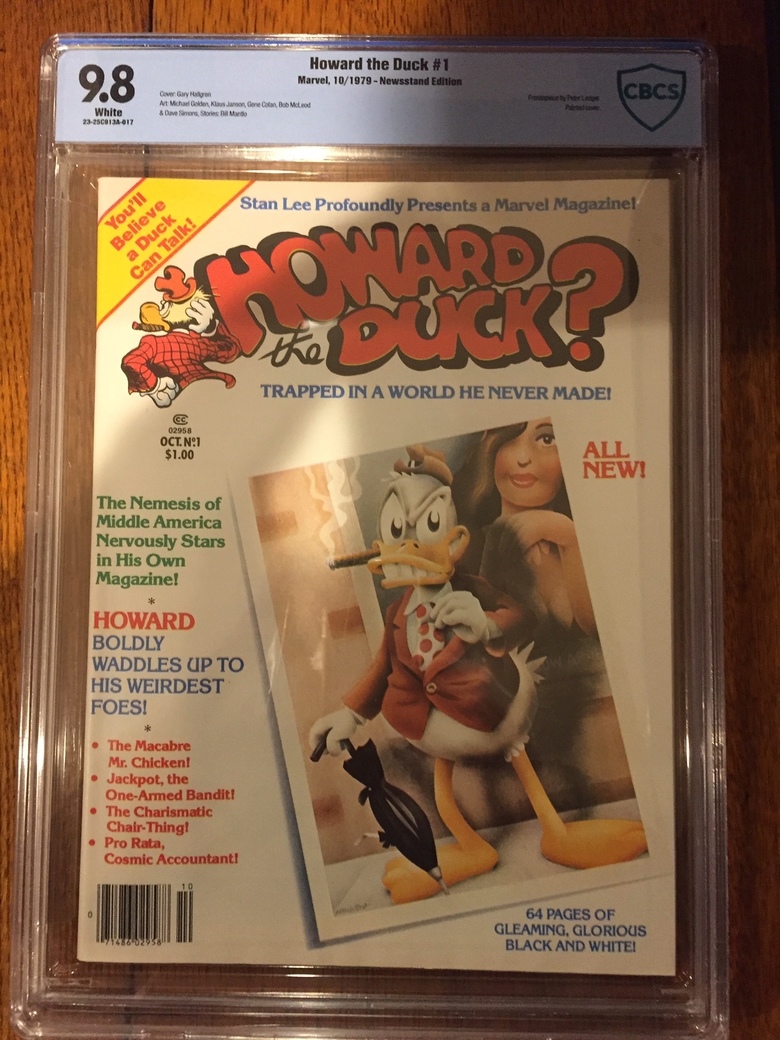 9.8
White
23-25C913A-017
Howard the Duck #1
Marvel, 10/1979 - Newsstand Edition
Cover: Gary Hallgren
Art: Michael Golden, Klaus Janson, Gene Colan, Bob McLeod
& Dave Simons, Stories: Bill Mantlo
Frontispiece by Peter Ledger
Painted cover.
CBCS
You'll
Believe
a Duck
Can Talk!
Stan Lee Profoundly Presents a Marvel Magazine!
HOWARD
the DUCK?
TRAPPED IN A WORLD HE NEVER MADE!
CC
02958
OCT. Nº1
$1.00
ALL
NEW!
The Nemesis of
Middle America
Nervously Stars
in His Own
Magazine!
*
HOWARD
BOLDLY
WADDLES UP TO
HIS WEIRDEST
FOES!
*
• The Macabre
Mr. Chicken!
• Jackpot, the
One-Armed Bandit!
• The Charismatic
Chair-Thing!
• Pro Rata,
Cosmic Accountant!
10
0
71486 02958
64 PAGES OF
GLEAMING, GLORIOUS
BLACK AND WHITE!